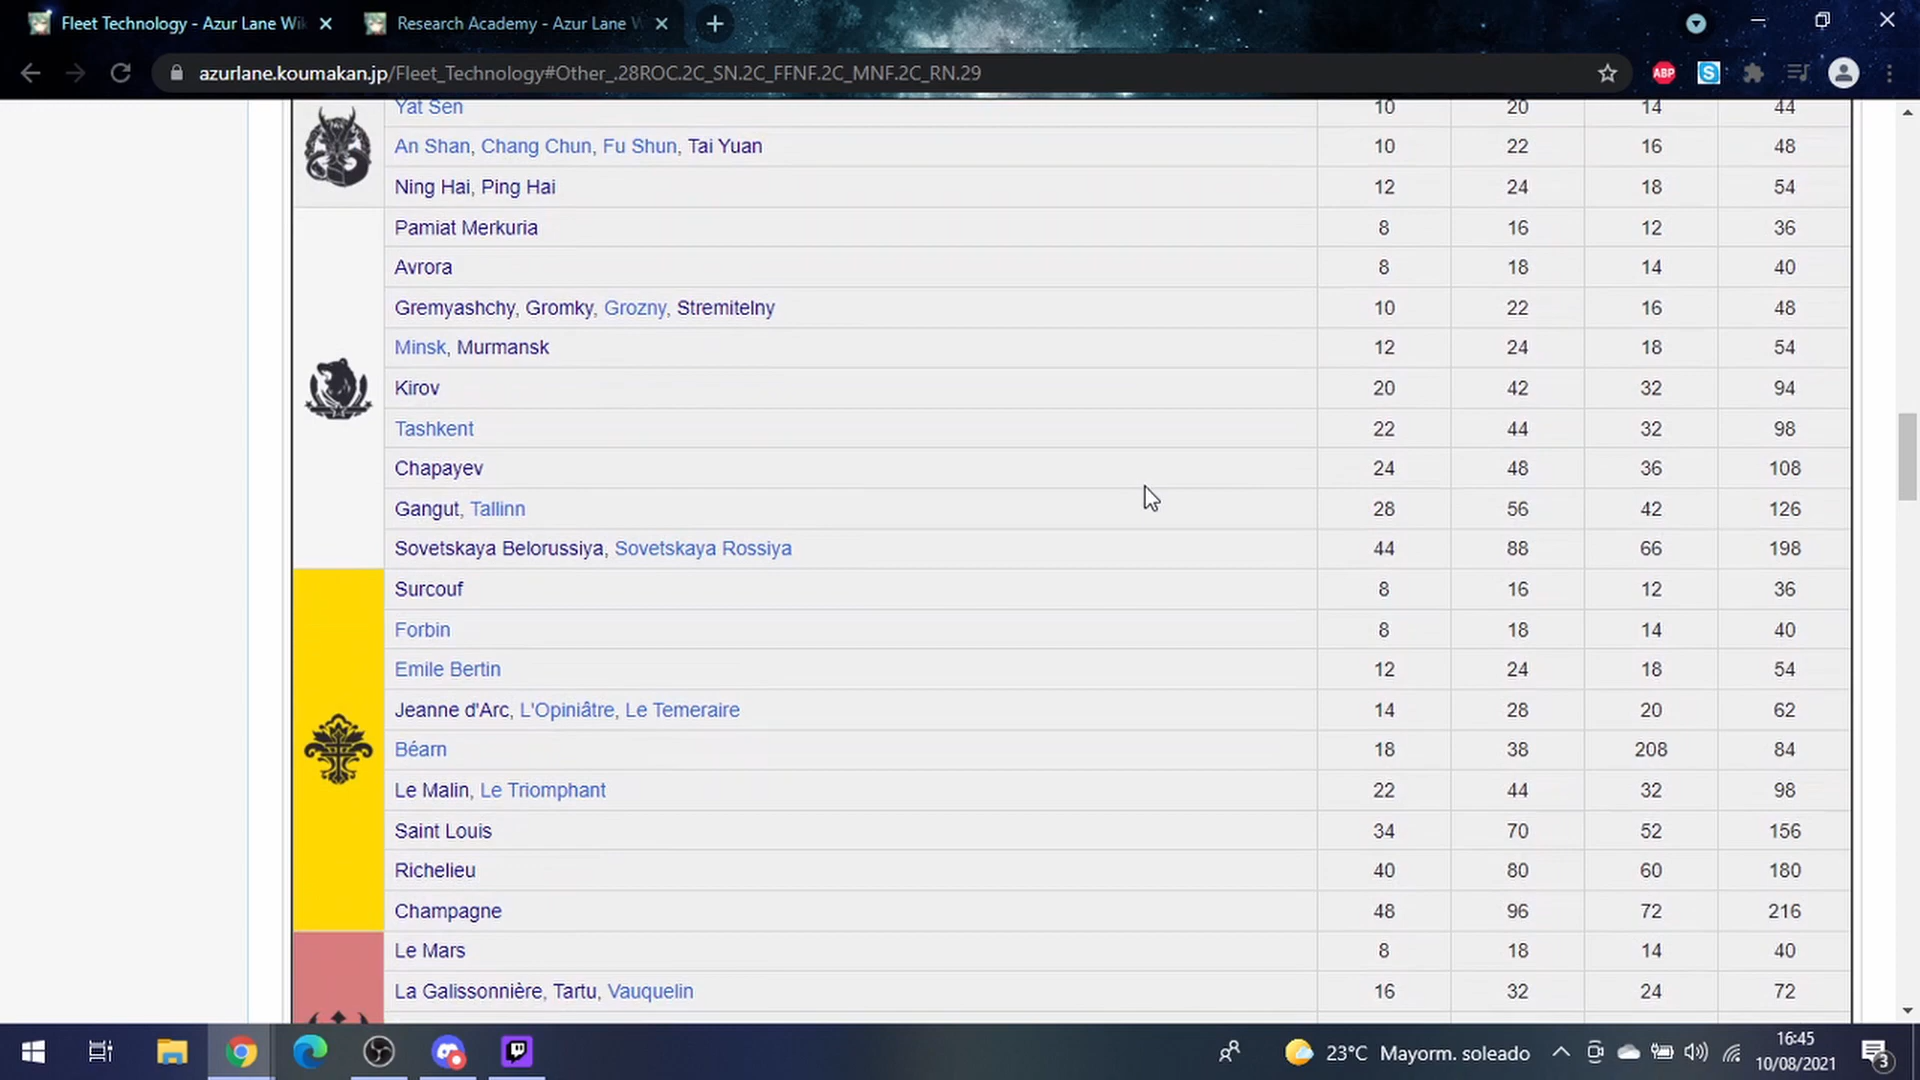 Fleet Technology - Azur Lane Wi
Research Academy - Azur Lane W
azurlane.koumakan.jp/Fleet_Technology#Other_.28ROC.2C_SN.2C_FFNF.2C_MNF.2C_RN.29
ABP
Yat Sen 10 20 14 44
An Shan, Chang Chun, Fu Shun, Tai Yuan 10 22 16 48
Ning Hai, Ping Hai 12 24 18 54
Pamiat Merkuria 8 16 12 36
Avrora 8 18 14 40
Gremyashchy, Gromky, Grozny, Stremitelny 10 22 16 48
Minsk, Murmansk 12 24 18 54
Kirov 20 42 32 94
Tashkent 22 44 32 98
Chapayev 24 48 36 108
Gangut, Tallinn 28 56 42 126
Sovetskaya Belorussiya, Sovetskaya Rossiya 44 88 66 198
Surcouf 8 16 12 36
Forbin 8 18 14 40
Emile Bertin 12 24 18 54
Jeanne d'Arc, L'Opiniâtre, Le Temeraire 14 28 20 62
Béarn 18 38 208 84
Le Malin, Le Triomphant 22 44 32 98
Saint Louis 34 70 52 156
Richelieu 40 80 60 180
Champagne 48 96 72 216
Le Mars 8 18 14 40
La Galissonnière, Tartu, Vauquelin 16 32 24 72
23°C Mayorm. soleado
16:45
10/08/2021
3